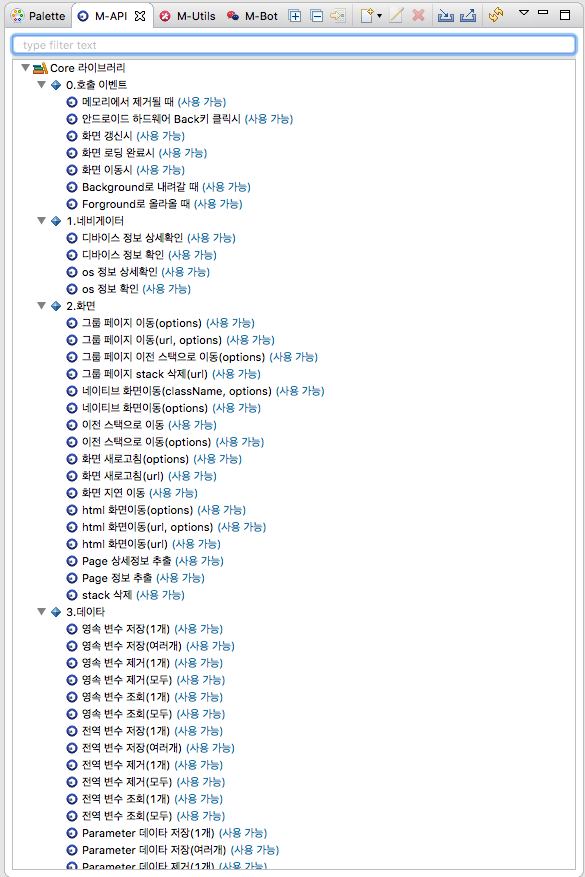 Palette M-API M-Utils M-Bot
type filter text
Core 라이브러리
0.호출 이벤트
메모리에서 제거될 때 (사용 가능)
안드로이드 하드웨어 Back키 클릭시 (사용 가능)
화면 갱신시 (사용 가능)
화면 로딩 완료시 (사용 가능)
화면 이동시 (사용 가능)
Background로 내려갈 때 (사용 가능)
Forground로 올라올 때 (사용 가능)
1.네비게이터
디바이스 정보 상세확인 (사용 가능)
디바이스 정보 확인 (사용 가능)
os 정보 상세확인 (사용 가능)
os 정보 확인 (사용 가능)
2.화면
그룹 페이지 이동(options) (사용 가능)
그룹 페이지 이동(url, options) (사용 가능)
그룹 페이지 이전 스택으로 이동(options) (사용 가능)
그룹 페이지 stack 삭제(url) (사용 가능)
네이티브 화면이동(className, options) (사용 가능)
네이티브 화면이동(options) (사용 가능)
이전 스택으로 이동 (사용 가능)
이전 스택으로 이동(options) (사용 가능)
화면 새로고침(options) (사용 가능)
화면 새로고침(url) (사용 가능)
화면 지연 이동 (사용 가능)
html 화면이동(options) (사용 가능)
html 화면이동(url, options) (사용 가능)
html 화면이동(url) (사용 가능)
Page 상세정보 추출 (사용 가능)
Page 정보 추출 (사용 가능)
stack 삭제 (사용 가능)
3.데이타
영속 변수 저장(1개) (사용 가능)
영속 변수 저장(여러개) (사용 가능)
영속 변수 제거(1개) (사용 가능)
영속 변수 제거(모두) (사용 가능)
영속 변수 조회(1개) (사용 가능)
영속 변수 조회(모두) (사용 가능)
전역 변수 저장(1개) (사용 가능)
전역 변수 저장(여러개) (사용 가능)
전역 변수 제거(1개) (사용 가능)
전역 변수 제거(모두) (사용 가능)
전역 변수 조회(1개) (사용 가능)
전역 변수 조회(모두) (사용 가능)
Parameter 데이타 저장(1개) (사용 가능)
Parameter 데이타 저장(여러개) (사용 가능)
Parameter 데이타 제거(1개) (사용 가능)